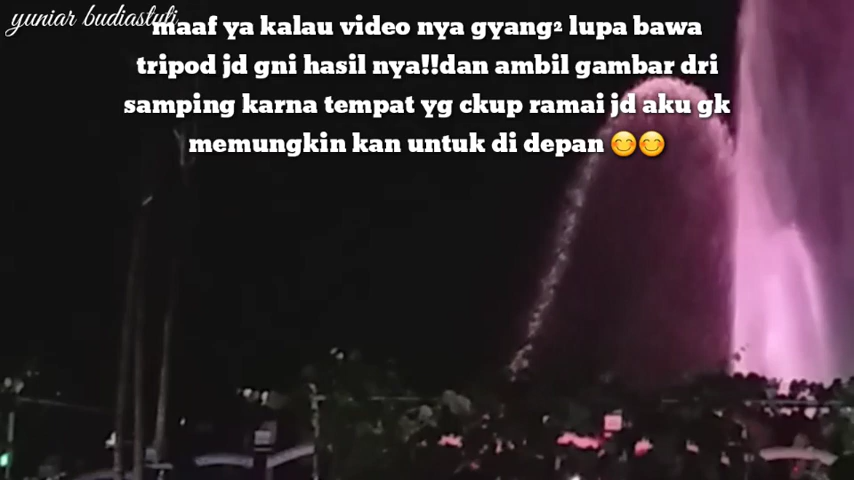 yuniar budiastuti
maaf ya kalau video nya gyang² lupa bawa
tripod jd gni hasil nya!!dan ambil gambar dri
samping karna tempat yg ckup ramai jd aku gk
memungkin kan untuk di depan 😊😊